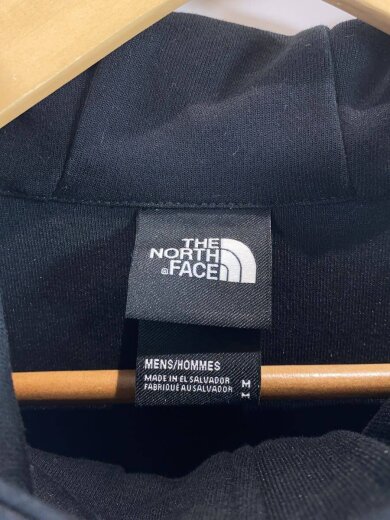 THE
NORTH
®FACE
MENS/HOMMES
MADE IN EL SALVADOR
FABRIQUÉ AU SALVADOR
M
M